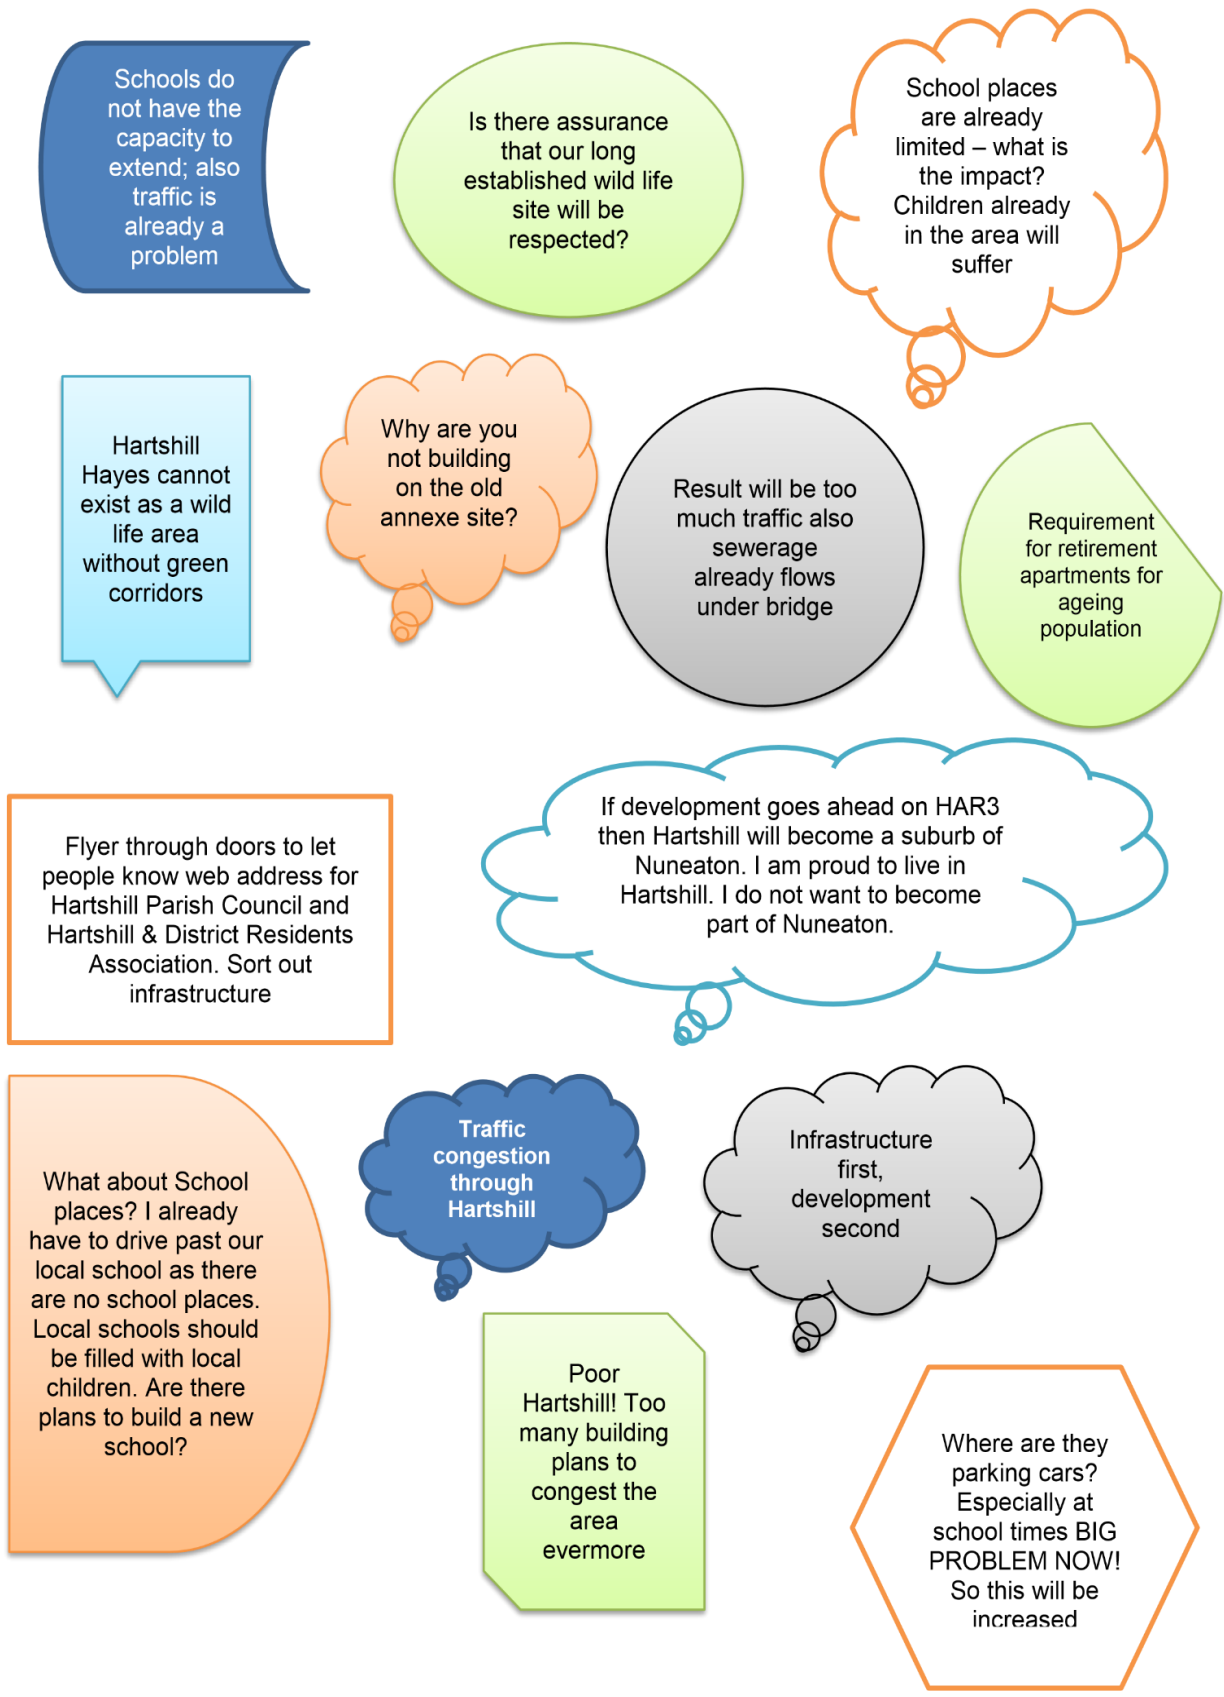 Schools do
not have the
capacity to
extend; also
traffic is
already a
problem
Is there assurance
that our long
established wild life
site will be
respected?
School places
are already
limited – what is
the impact?
Children already
in the area will
suffer
Hartshill
Hayes cannot
exist as a wild
life area
without green
corridors
Why are you
not building
on the old
annexe site?
Result will be too
much traffic also
sewerage
already flows
under bridge
Requirement
for retirement
apartments for
ageing
population
Flyer through doors to let
people know web address for
Hartshill Parish Council and
Hartshill & District Residents
Association. Sort out
infrastructure
If development goes ahead on HAR3
then Hartshill will become a suburb of
Nuneaton. I am proud to live in
Hartshill. I do not want to become
part of Nuneaton.
What about School
places? I already
have to drive past our
local school as there
are no school places.
Local schools should
be filled with local
children. Are there
plans to build a new
school?
Traffic
congestion
through
Hartshill
Infrastructure
first,
development
second
Poor
Hartshill! Too
many building
plans to
congest the
area
evermore
Where are they
parking cars?
Especially at
school times BIG
PROBLEM NOW!
So this will be
increased